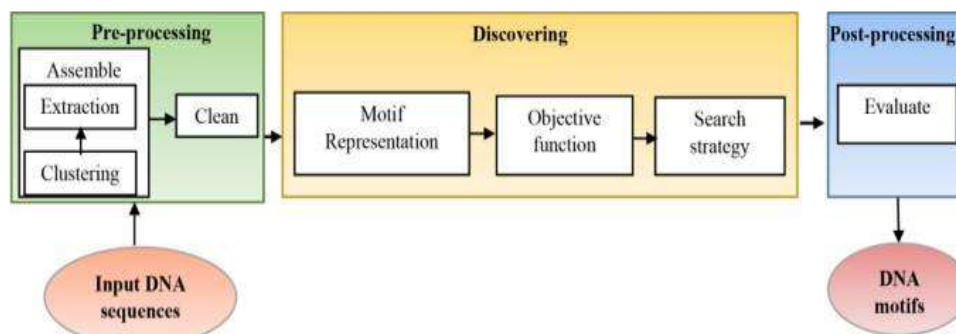 Pre-processing
Assemble
Extraction
Clustering
Clean
Discovering
Motif
Representation
Objective
function
Search
strategy
Post-processing
Evaluate
Input DNA
sequences
DNA
motifs